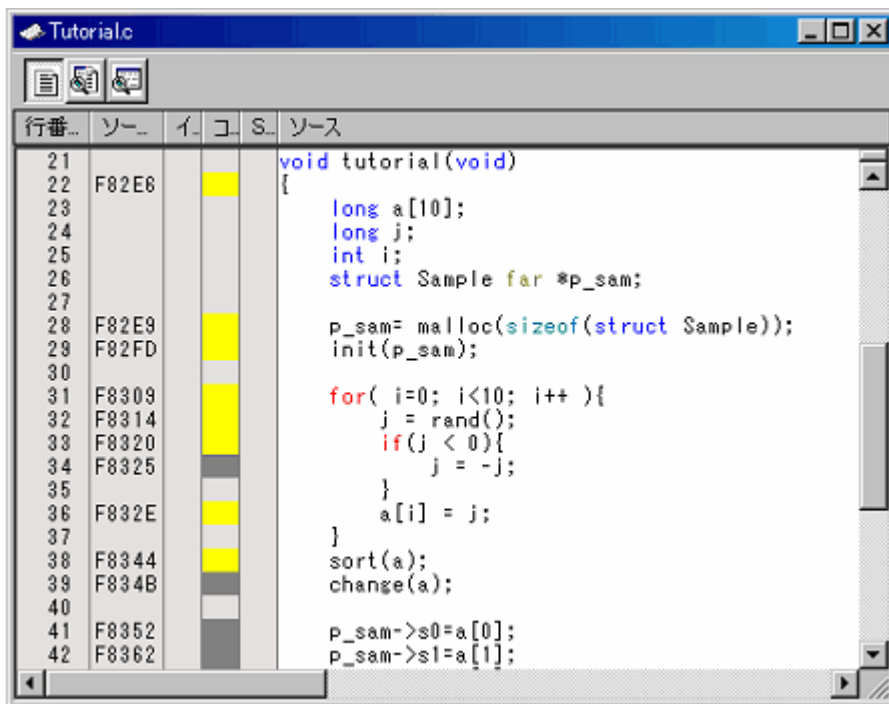 Tutorial.c
行番... ソー... イ.. コ.. S.. ソース
21 void tutorial(void)
22 F82E6 {
23 long a[10];
24 long j;
25 int i;
26 struct Sample far *p_sam;
27
28 F82E9 p_sam= malloc(sizeof(struct Sample));
29 F82FD init(p_sam);
30
31 F8309 for( i=0; i<10; i++ ){
32 F8314 j = rand();
33 F8320 if(j < 0){
34 F8325 j = -j;
35 }
36 F832E a[i] = j;
37 }
38 F8344 sort(a);
39 F834B change(a);
40
41 F8352 p_sam->s0=a[0];
42 F8362 p_sam->s1=a[1];